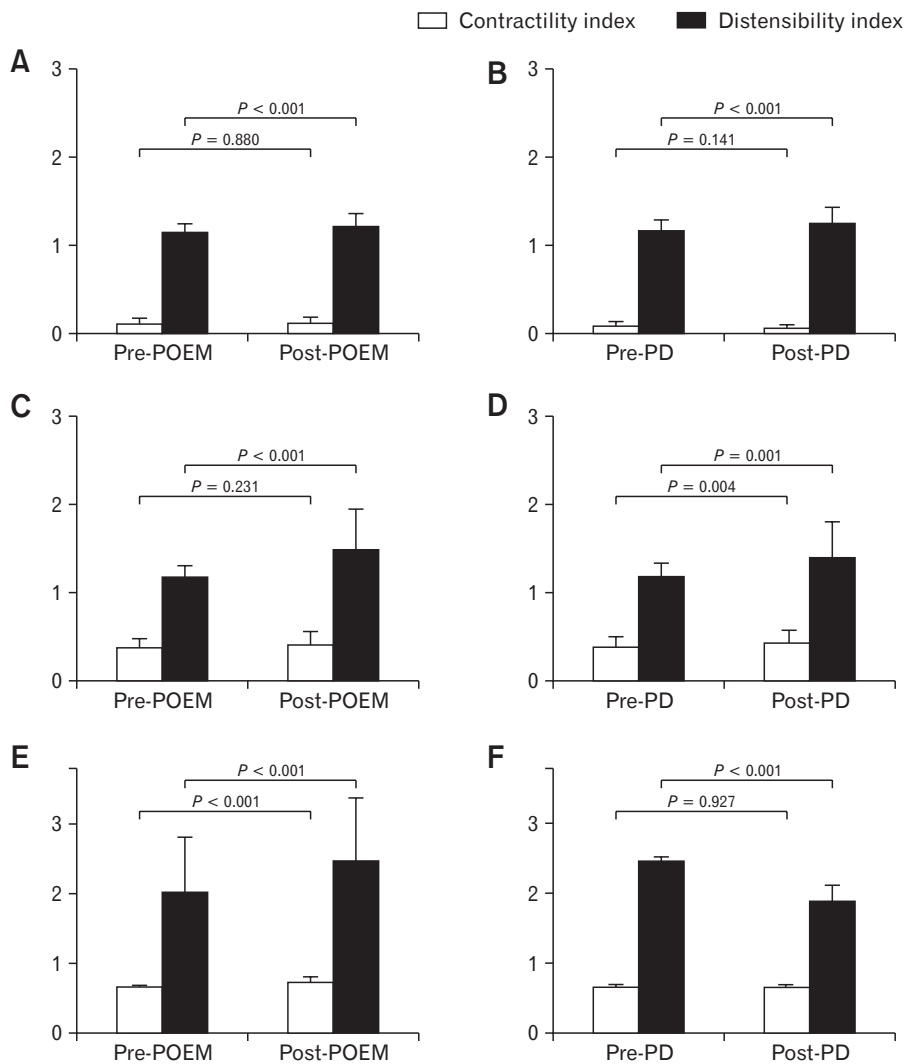 Contractility index Distensibility index
A
3
2
1
0
P < 0.001
P = 0.880
Pre-POEM Post-POEM
B
3
2
1
0
P < 0.001
P = 0.141
Pre-PD Post-PD
C
3
2
1
0
P < 0.001
P = 0.231
Pre-POEM Post-POEM
D
3
2
1
0
P = 0.001
P = 0.004
Pre-PD Post-PD
E
3
2
1
0
P < 0.001
P < 0.001
Pre-POEM Post-POEM
F
3
2
1
0
P < 0.001
P = 0.927
Pre-PD Post-PD